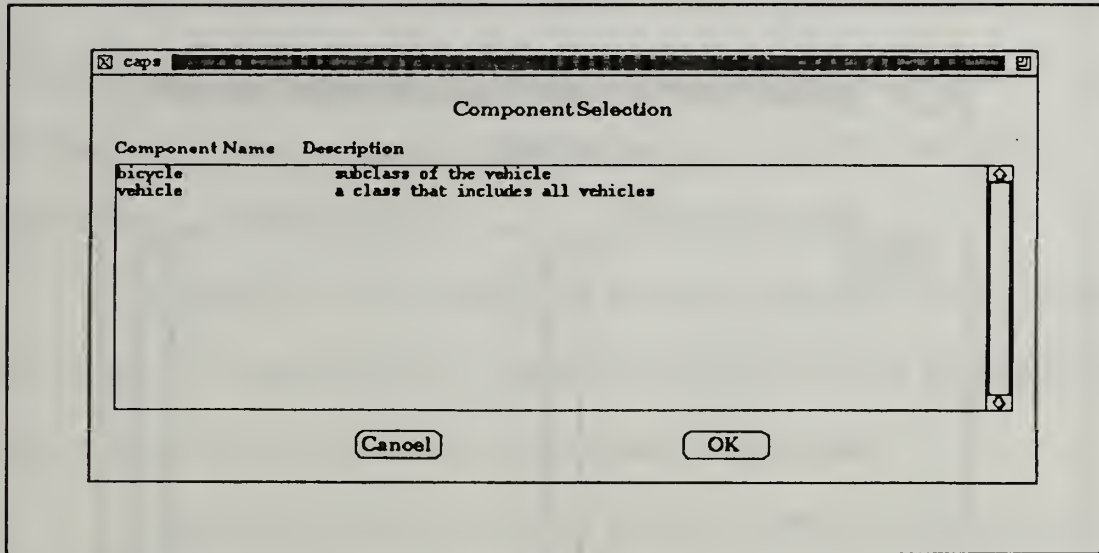 caps
Component Selection
Component Name Description
bicycle subclass of the vehicle
vehicle a class that includes all vehicles
Cancel OK